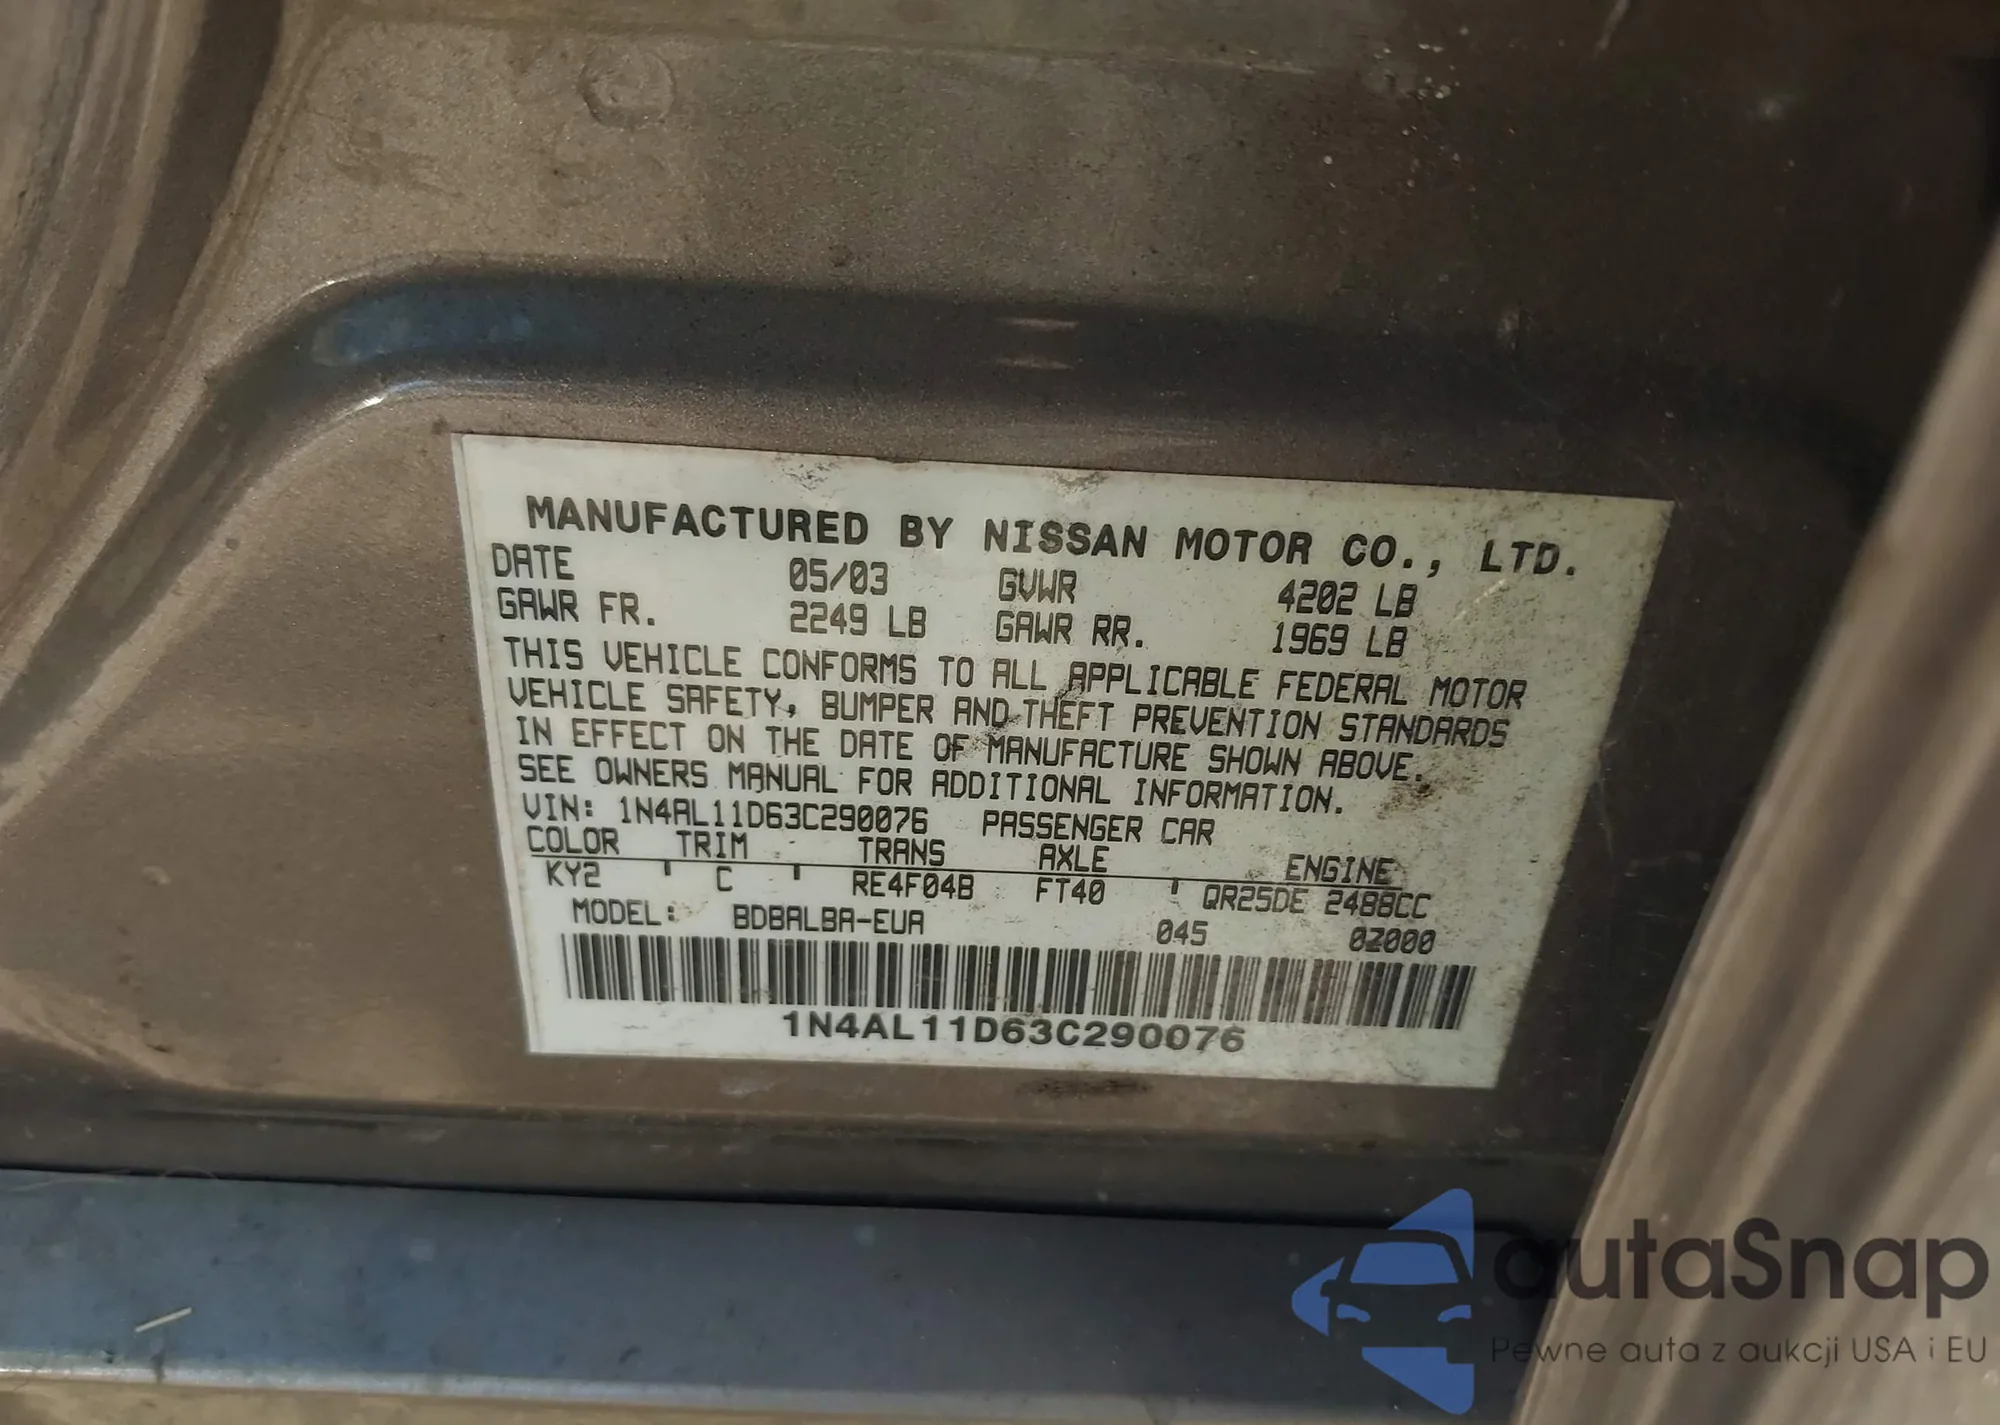 MANUFACTURED BY NISSAN MOTOR CO., LTD.
DATE 05/03 GVWR 4202 LB
GAWR FR. 2249 LB GAWR RR. 1969 LB
THIS VEHICLE CONFORMS TO ALL APPLICABLE FEDERAL MOTOR
VEHICLE SAFETY, BUMPER AND THEFT PREVENTION STANDARDS
IN EFFECT ON THE DATE OF MANUFACTURE SHOWN ABOVE.
SEE OWNERS MANUAL FOR ADDITIONAL INFORMATION.
VIN: 1N4AL11D63C290076 PASSENGER CAR
COLOR TRIM TRANS AXLE ENGINE
KY2 C RE4F04B FT40 QR25DE 2488CC
MODEL: BDBALBA-EUA 045 02000
1N4AL11D63C290076
autaSnap
Pewne auta z aukcji USA i EU